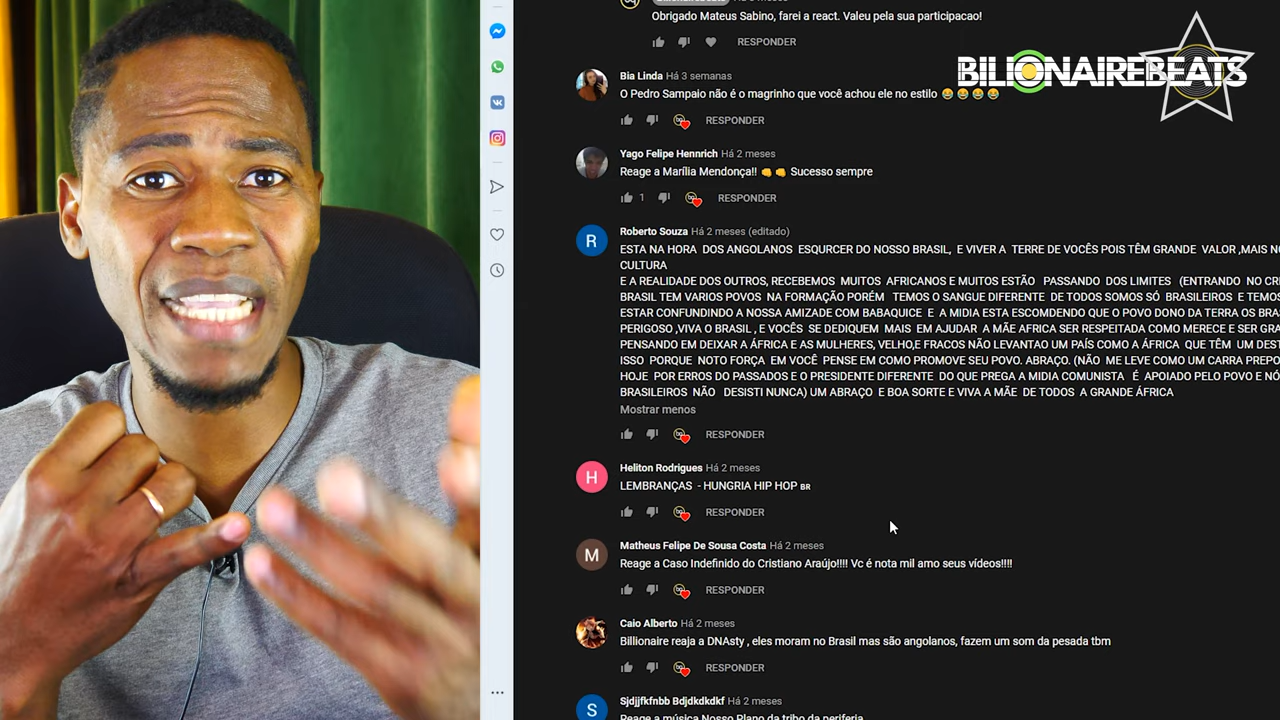 Obrigado Mateus Sabino, farei a react. Valeu pela sua participacao!
RESPONDER
BILIONAIREBEATS
Bia Linda Há 3 semanas
O Pedro Sampaio não é o magrinho que você achou ele no estilo 😂 😂 😂 😂
RESPONDER
Yago Felipe Hennrich Há 2 meses
Reage a Marília Mendonça!! 👊 👊 Sucesso sempre
1 RESPONDER
R
Roberto Souza Há 2 meses (editado)
ESTA NA HORA DOS ANGOLANOS ESQURCER DO NOSSO BRASIL, E VIVER A TERRE DE VOCÊS POIS TÊM GRANDE VALOR ,MAIS
CULTURA
E A REALIDADE DOS OUTROS, RECEBEMOS MUITOS AFRICANOS E MUITOS ESTÃO PASSANDO DOS LIMITES (ENTRANDO NO
BRASIL TEM VARIOS POVOS NA FORMAÇÃO PORÉM TEMOS O SANGUE DIFERENTE DE TODOS SOMOS SÓ BRASILEIROS E TEMOS
ESTAR CONFUNDINDO A NOSSA AMIZADE COM BABAQUICE E A MIDIA ESTA ESCOMDENDO QUE O POVO DONO DA TERRA OS
PERIGOSO ,VIVA O BRASIL , E VOCÊS SE DEDIQUEM MAIS EM AJUDAR A MÃE AFRICA SER RESPEITADA COMO MERECE E SER
PENSANDO EM DEIXAR A ÁFRICA E AS MULHERES, VELHO,E FRACOS NÃO LEVANTAO UM PAÍS COMO A ÁFRICA QUE TÊM UM
ISSO PORQUE NOTO FORÇA EM VOCÊ PENSE EM COMO PROMOVE SEU POVO. ABRAÇO. (NÃO ME LEVE COMO UM CARRA
HOJE POR ERROS DO PASSADOS E O PRESIDENTE DIFERENTE DO QUE PREGA A MIDIA COMUNISTA É APOIADO PELO POVO E
BRASILEIROS NÃO DESISTI NUNCA) UM ABRAÇO E BOA SORTE E VIVA A MÃE DE TODOS A GRANDE ÁFRICA
Mostrar menos
RESPONDER
H
Heliton Rodrigues Há 2 meses
LEMBRANÇAS - HUNGRIA HIP HOP BR
RESPONDER
M
Matheus Felipe De Sousa Costa Há 2 meses
Reage a Caso Indefinido do Cristiano Araújo!!!! Vc é nota mil amo seus vídeos!!!!
RESPONDER
Caio Alberto Há 2 meses
Billionaire reaja a DNAsty , eles moram no Brasil mas são angolanos, fazem um som da pesada tbm
RESPONDER
S
Sjdjjfkfnbb Bdjdkdkdkf Há 2 meses
Reage a música Nosso Plano da tribo da periferia